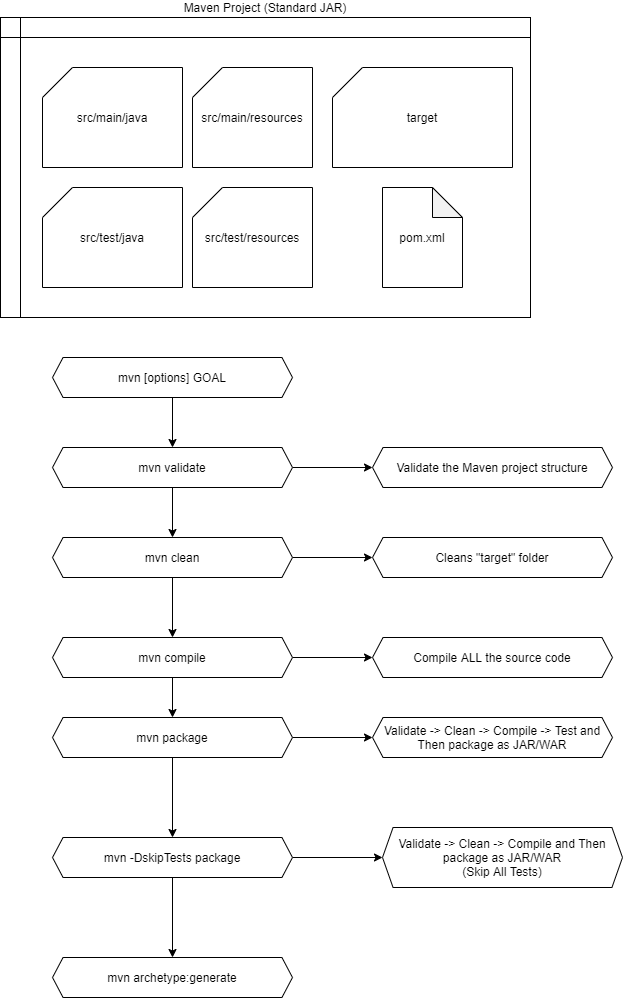 Maven Project (Standard JAR)
src/main/java
src/main/resources
target
src/test/java
src/test/resources
pom.xml
mvn [options] GOAL
mvn validate
Validate the Maven project structure
mvn clean
Cleans "target" folder
mvn compile
Compile ALL the source code
mvn package
Validate -> Clean -> Compile -> Test and
Then package as JAR/WAR
mvn -DskipTests package
Validate -> Clean -> Compile and Then
package as JAR/WAR
(Skip All Tests)
mvn archetype:generate